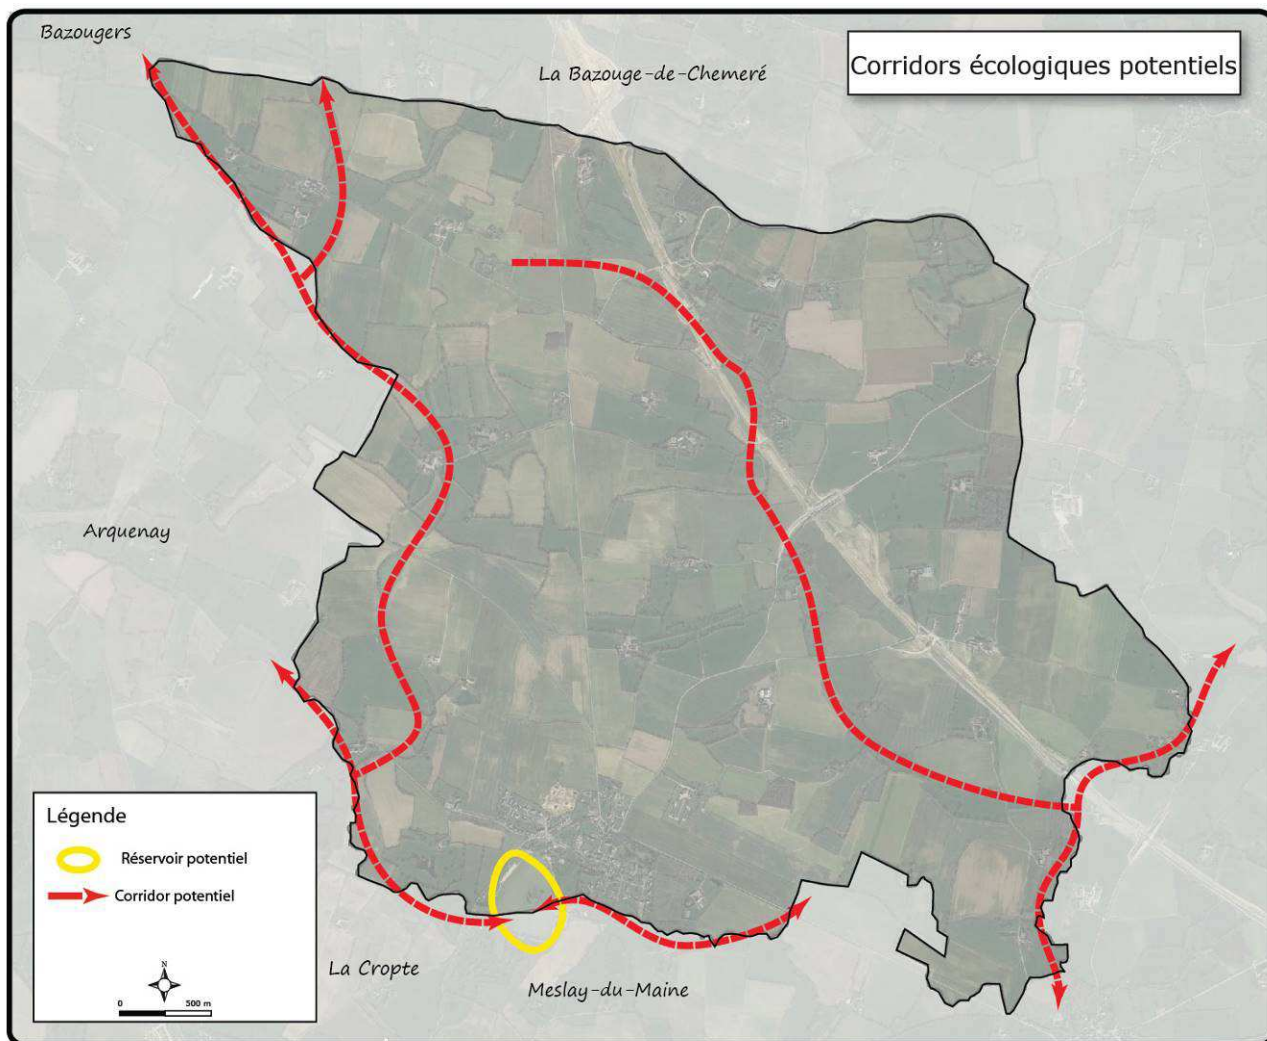 Bazougers
La Bazouge-de-Chemeré
Corridors écologiques potentiels
Arquenay
Légende
Réservoir potentiel
Corridor potentiel
N
0 500 m
La Cropte
Meslay-du-Maine